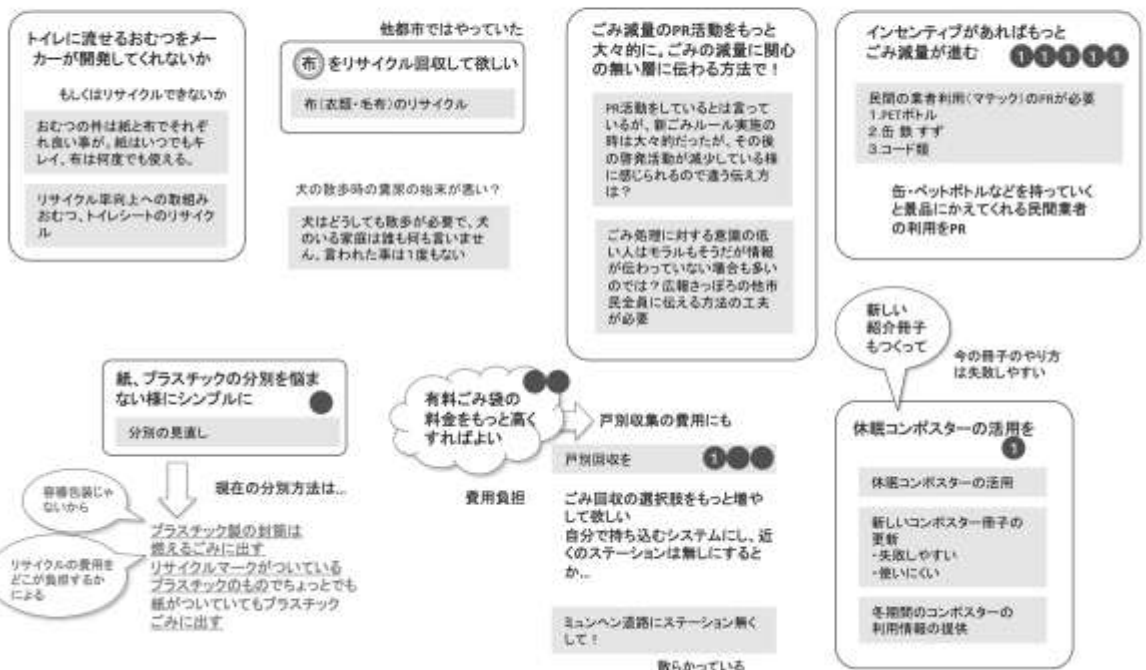 トイレに流せるおむつをメー
カーが開発してくれないか
もしくはリサイクルできないか
おむつの件は紙と布でそれぞ
れ良い事が。紙はいつでもキ
レイ、布は何度でも使える。
リサイクル率向上への取組み
おむつ、トイレシートのリサイク
ル
他都市ではやっていた
布をリサイクル回収して欲しい
布(衣類・毛布)のリサイクル
犬の散歩時の糞尿の始末が悪い?
犬はどうしても散歩が必要で、犬
のいる家庭は誰も何も言いませ
ん。言われた事は1度もない
ごみ減量のPR活動をもっと
大々的に。ごみの減量に関心
の無い層に伝わる方法で!
PR活動をしているとは言って
いるが、新ごみルール実施の
時は大々的だったが、その後
の啓発活動が減少している様
に感じられるので違う伝え方
は?
ごみ処理に対する意識の低
い人はモラルもそうだが情報
が伝わっていない場合も多い
のでは?広報さっぽろの他市
民全員に伝える方法の工夫
が必要
インセンティブがあればもっと
ごみ減量が進む
1 1 1 1 1
民間の業者利用(マテック)のPRが必要
1.PETボトル
2.缶 鉄 すず
3.コード類
缶・ペットボトルなどを持っていく
と景品にかえてくれる民間業者
の利用をPR
紙、プラスチックの分別を悩ま
ない様にシンプルに
分別の見直し
現在の分別方法は…
容器包装じゃ
ないから
プラスチック製の封筒は
燃えるごみに出す
リサイクルマークがついている
プラスチックのものでちょっとでも
紙がついていてもプラスチック
ごみに出す
リサイクルの費用を
どこが負担するか
による
有料ごみ袋の
料金をもっと高く
すればよい
費用負担
戸別収集の費用にも
戸別回収を
1
ごみ回収の選択肢をもっと増や
して欲しい
自分で持ち込むシステムにし、近
くのステーションは無しにすると
か…
ミュンヘン道路にステーション無く
して!
散らかっている
新しい
紹介冊子
もつくって
今の冊子のやり方
は失敗しやすい
休眠コンポスターの活用を
1
休眠コンポスターの活用
新しいコンポスター冊子の
更新
・失敗しやすい
・使いにくい
冬期間のコンポスターの
利用情報の提供